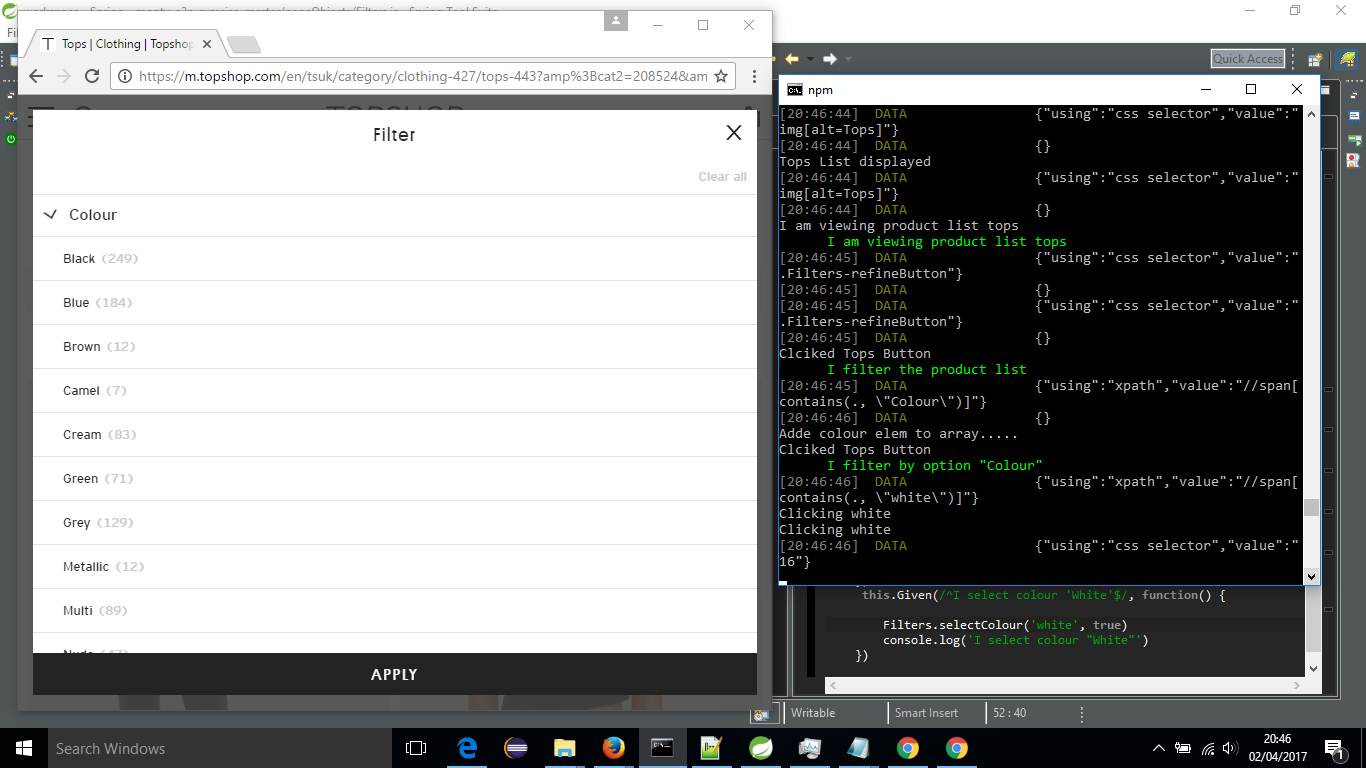 Tops | Clothing | Topshop
https://m.topshop.com/en/tsuk/category/clothing-427/tops-443?amp%3Bcat2=208524&am
Filter
Clear all
Colour
Black (249)
Blue (184)
Brown (12)
Camel (7)
Cream (83)
Green (71)
Grey (129)
Metallic (12)
Multi (89)
APPLY
Quick Access
npm
[20:46:44] DATA {"using":"css selector","value":"
img[alt=Tops]"}
[20:46:44] DATA {}
Tops List displayed
[20:46:44] DATA {"using":"css selector","value":"
img[alt=Tops]"}
[20:46:44] DATA {}
I am viewing product list tops
I am viewing product list tops
[20:46:45] DATA {"using":"css selector","value":"
.Filters-refineButton"}
[20:46:45] DATA {}
[20:46:45] DATA {"using":"css selector","value":"
.Filters-refineButton"}
[20:46:45] DATA {}
Clciked Tops Button
I filter the product list
[20:46:45] DATA {"using":"xpath","value":"//span[
contains(., \"Colour\")]"}
[20:46:46] DATA {}
Adde colour elem to array.....
Clciked Tops Button
I filter by option "Colour"
[20:46:46] DATA {"using":"xpath","value":"//span[
contains(., \"white\")]"}
Clicking white
Clicking white
[20:46:46] DATA {"using":"css selector","value":"
16"}
this.Given(/^I select colour 'White'$/, function() {
Filters.selectColour('white', true)
console.log('I select colour "White"')
})
Writable
Smart Insert
52 : 40
Search Windows
20:46
02/04/2017
1